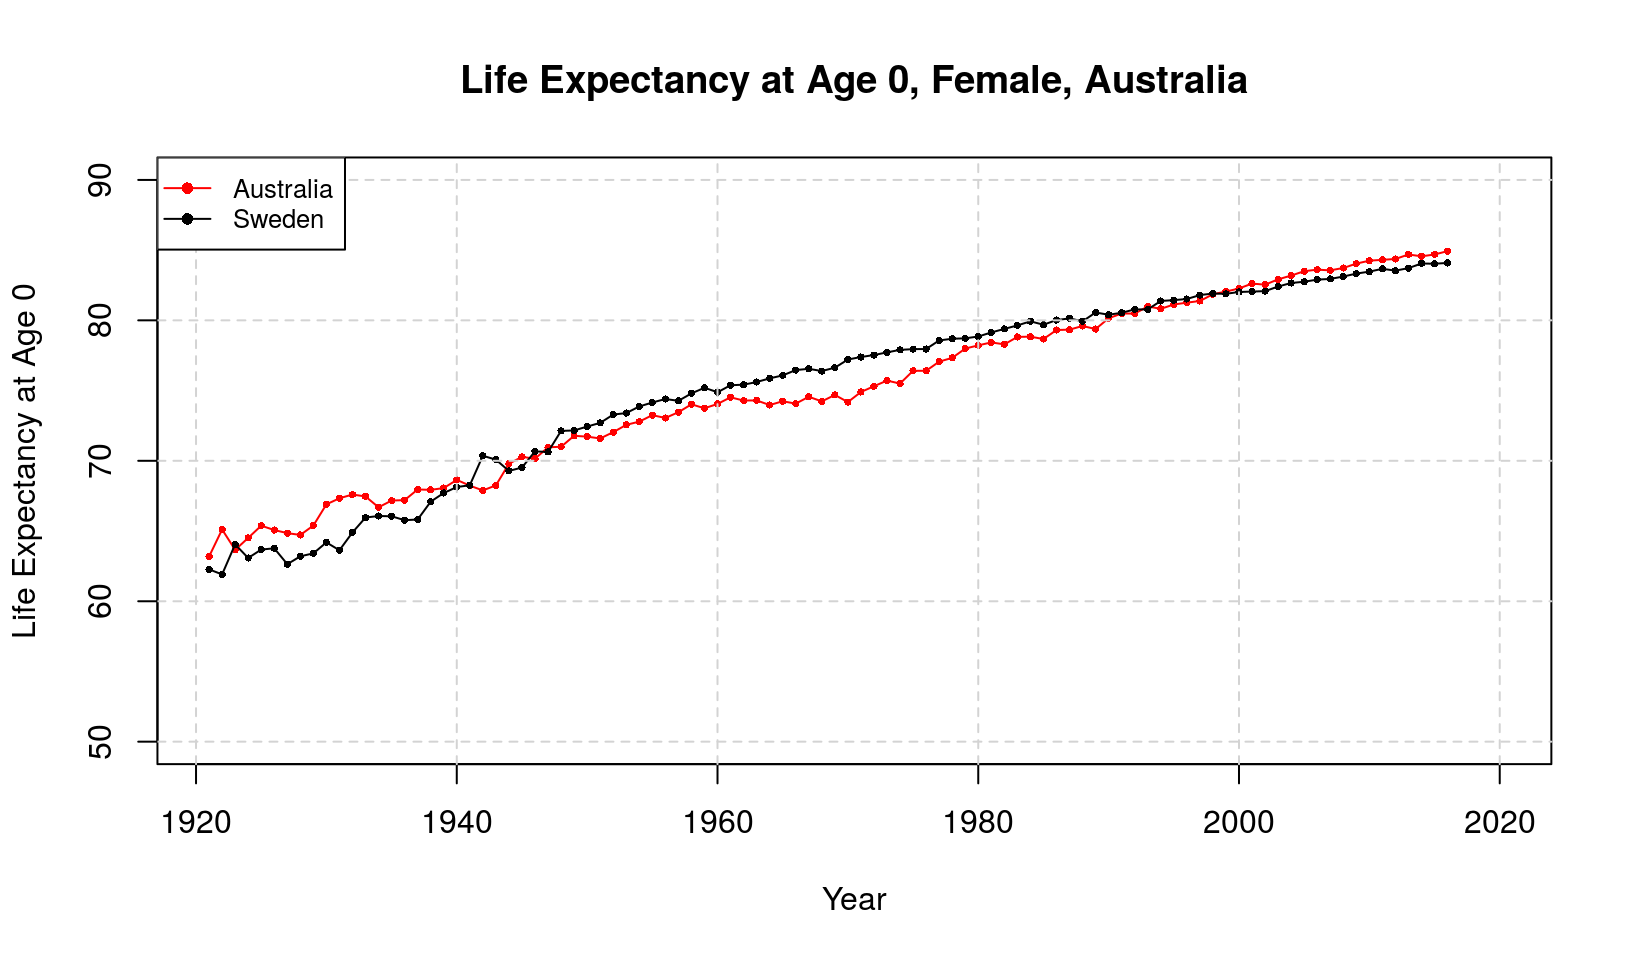 Life Expectancy at Age 0, Female, Australia
Australia
Sweden
Life Expectancy at Age 0
90
80
70
60
50
1920 1940 1960 1980 2000 2020
Year